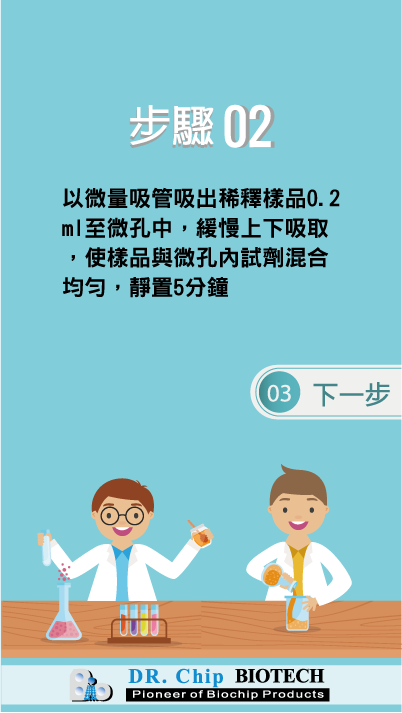 步驟 02
以微量吸管吸出稀釋樣品0.2
ml至微孔中，緩慢上下吸取
，使樣品與微孔內試劑混合
均勻，靜置5分鐘
03 下一步
DR. Chip BIOTECH
Pioneer of Biochip Products